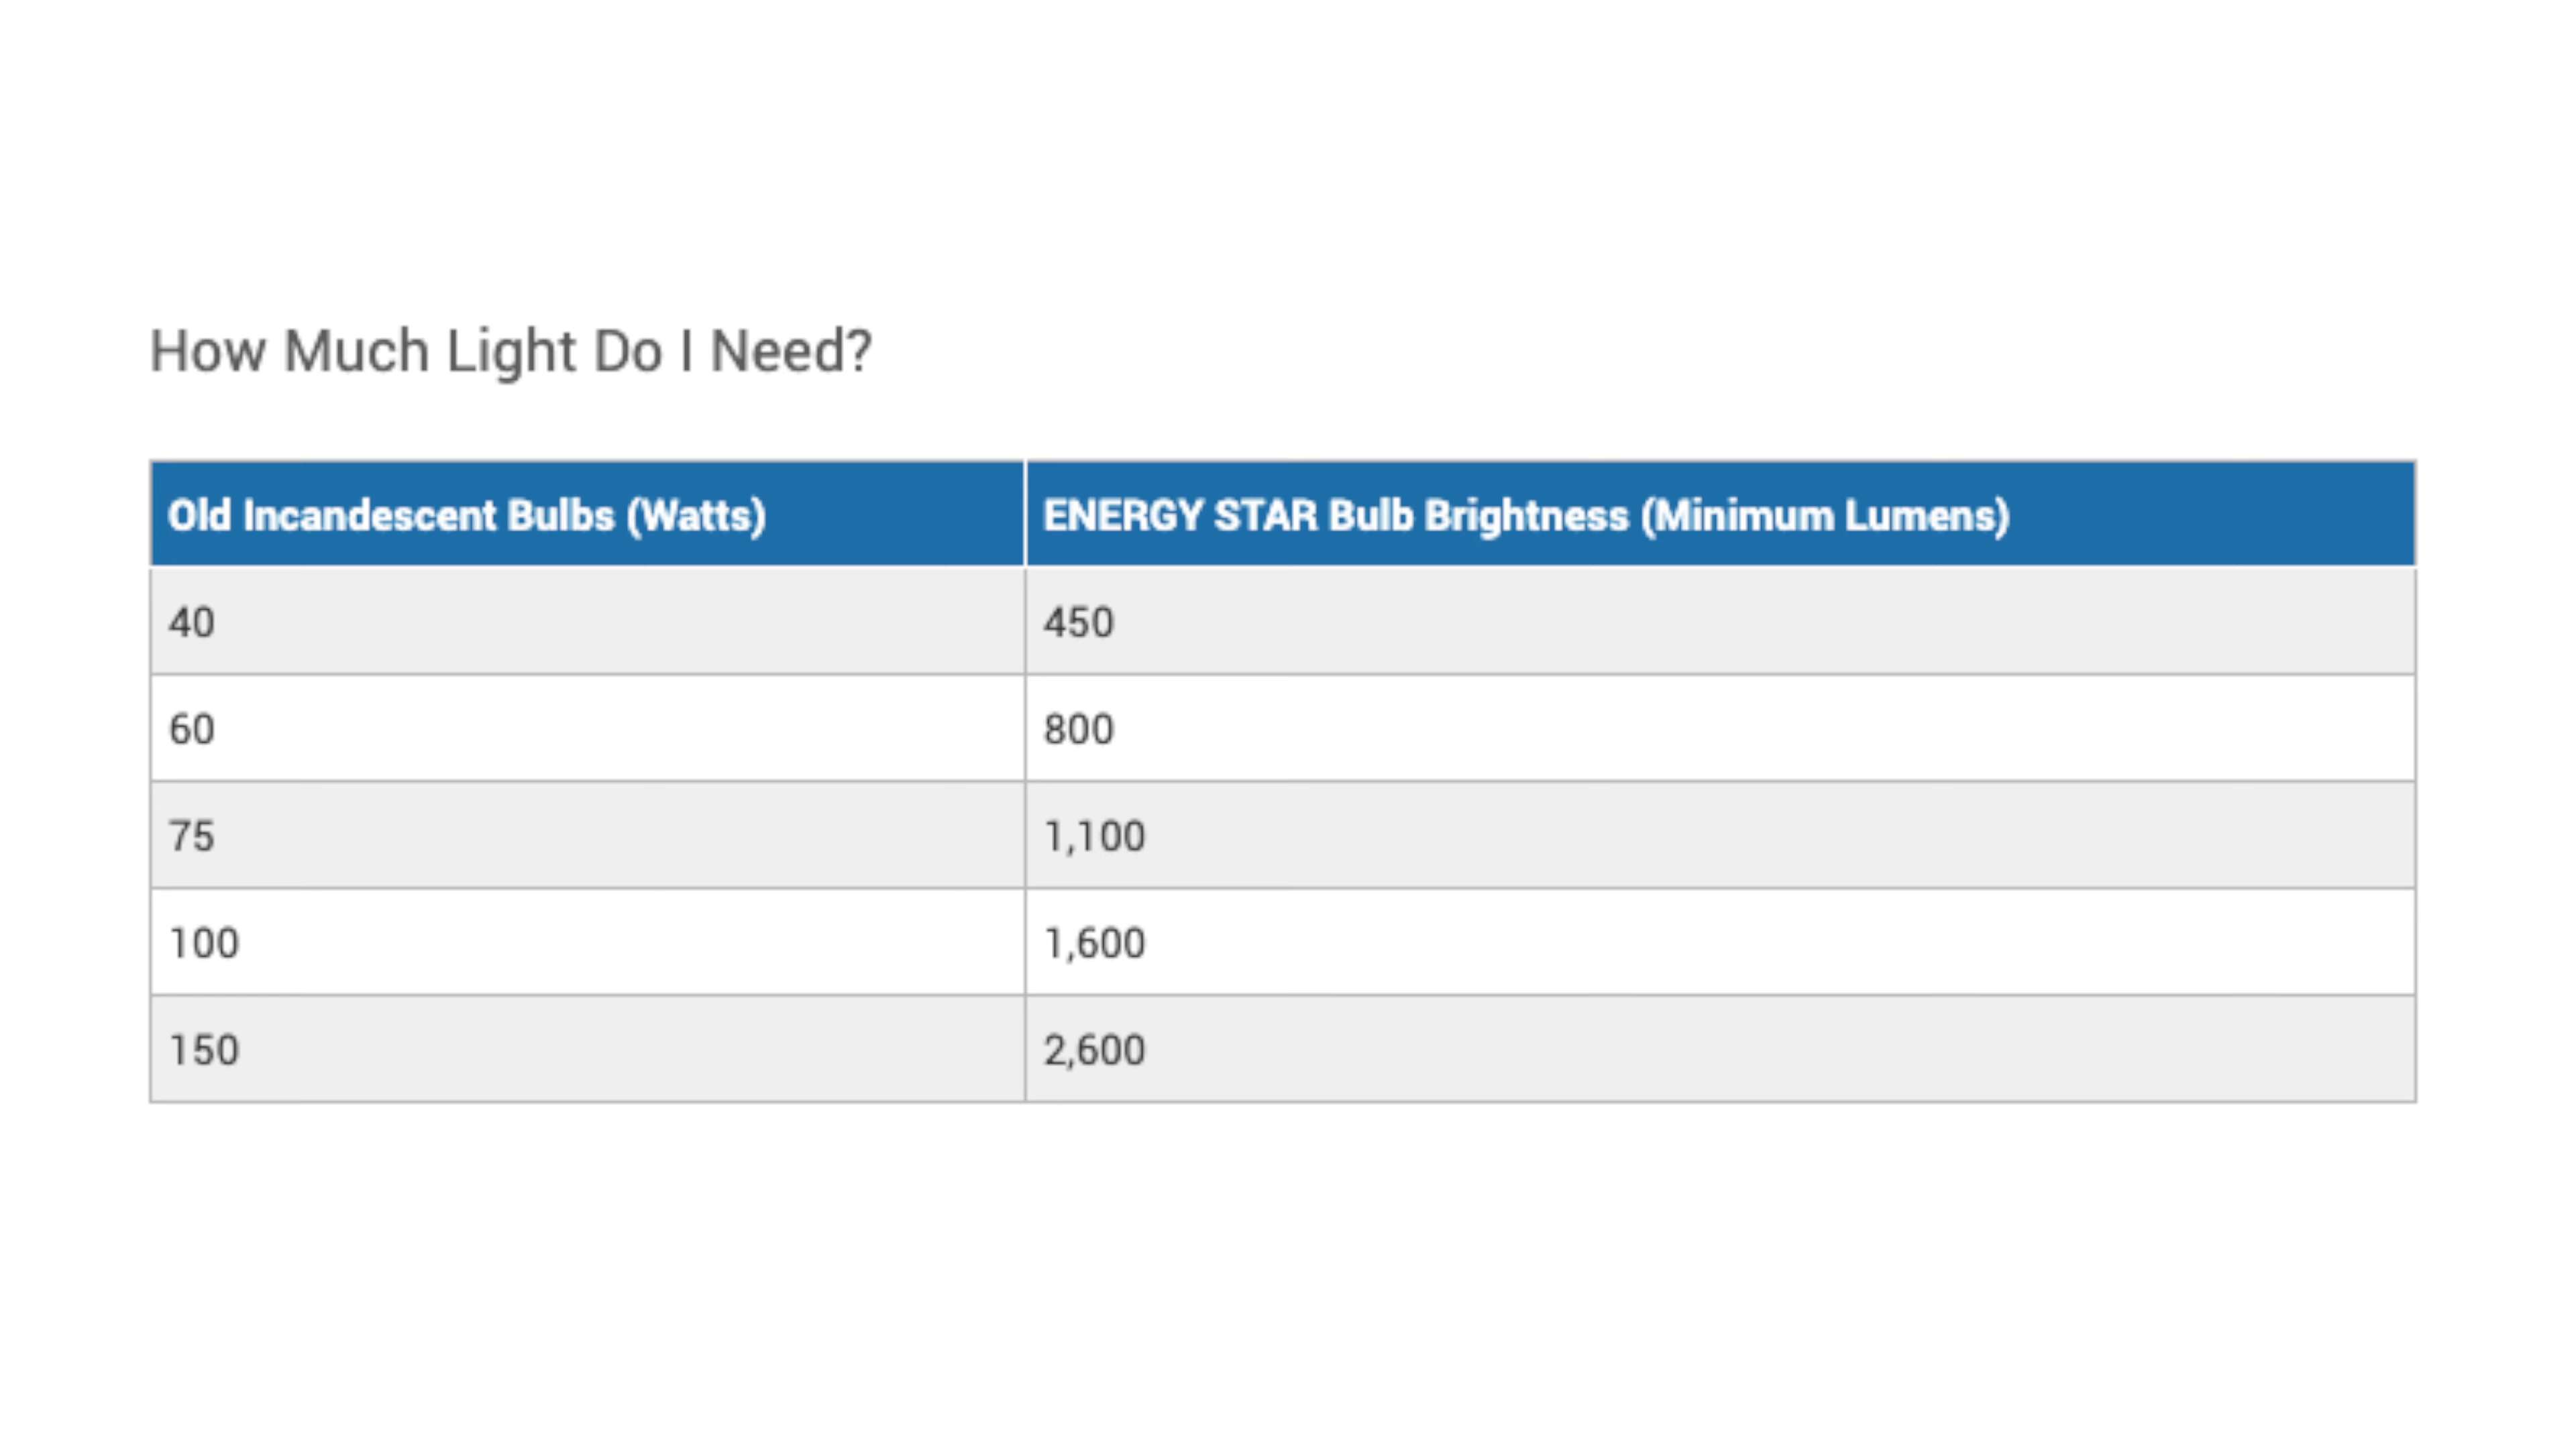 How Much Light Do I Need?
Old Incandescent Bulbs (Watts) ENERGY STAR Bulb Brightness (Minimum Lumens)
40 450
60 800
75 1,100
100 1,600
150 2,600